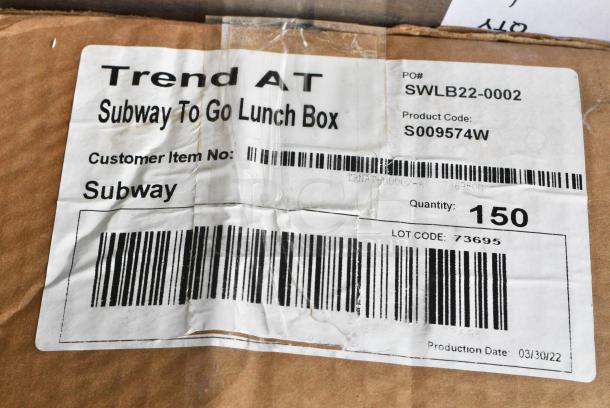 QTY
Trend AT
Subway To Go Lunch Box
PO#
SWLB22-0002
Product Code:
S009574W
Customer Item No:
Subway
Quantity: 150
LOT CODE: 73695
Production Date: 03/30/22